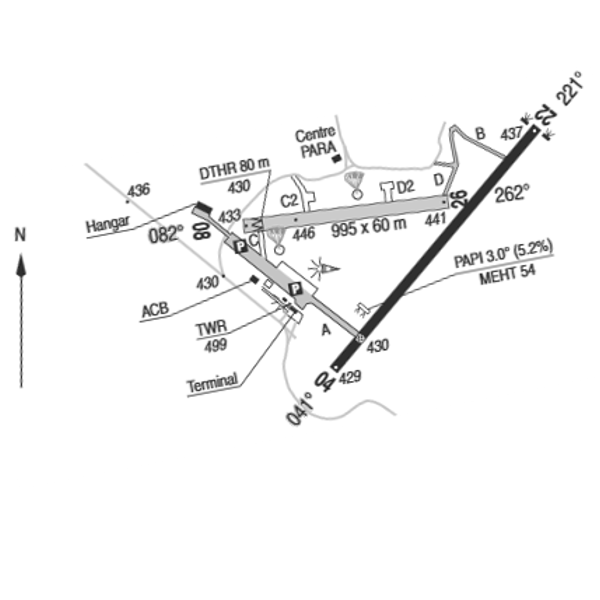 221°
22
437
B
Centre
PARA
DTHR 80 m
430
436
D
C2
D2
26
262°
Hangar
433
082°
08
446
995 x 60 m
441
P
C
N
PAPI 3.0° (5.2%)
MEHT 54
430
P
ACB
TWR
499
A
430
Terminal
04
429
041°